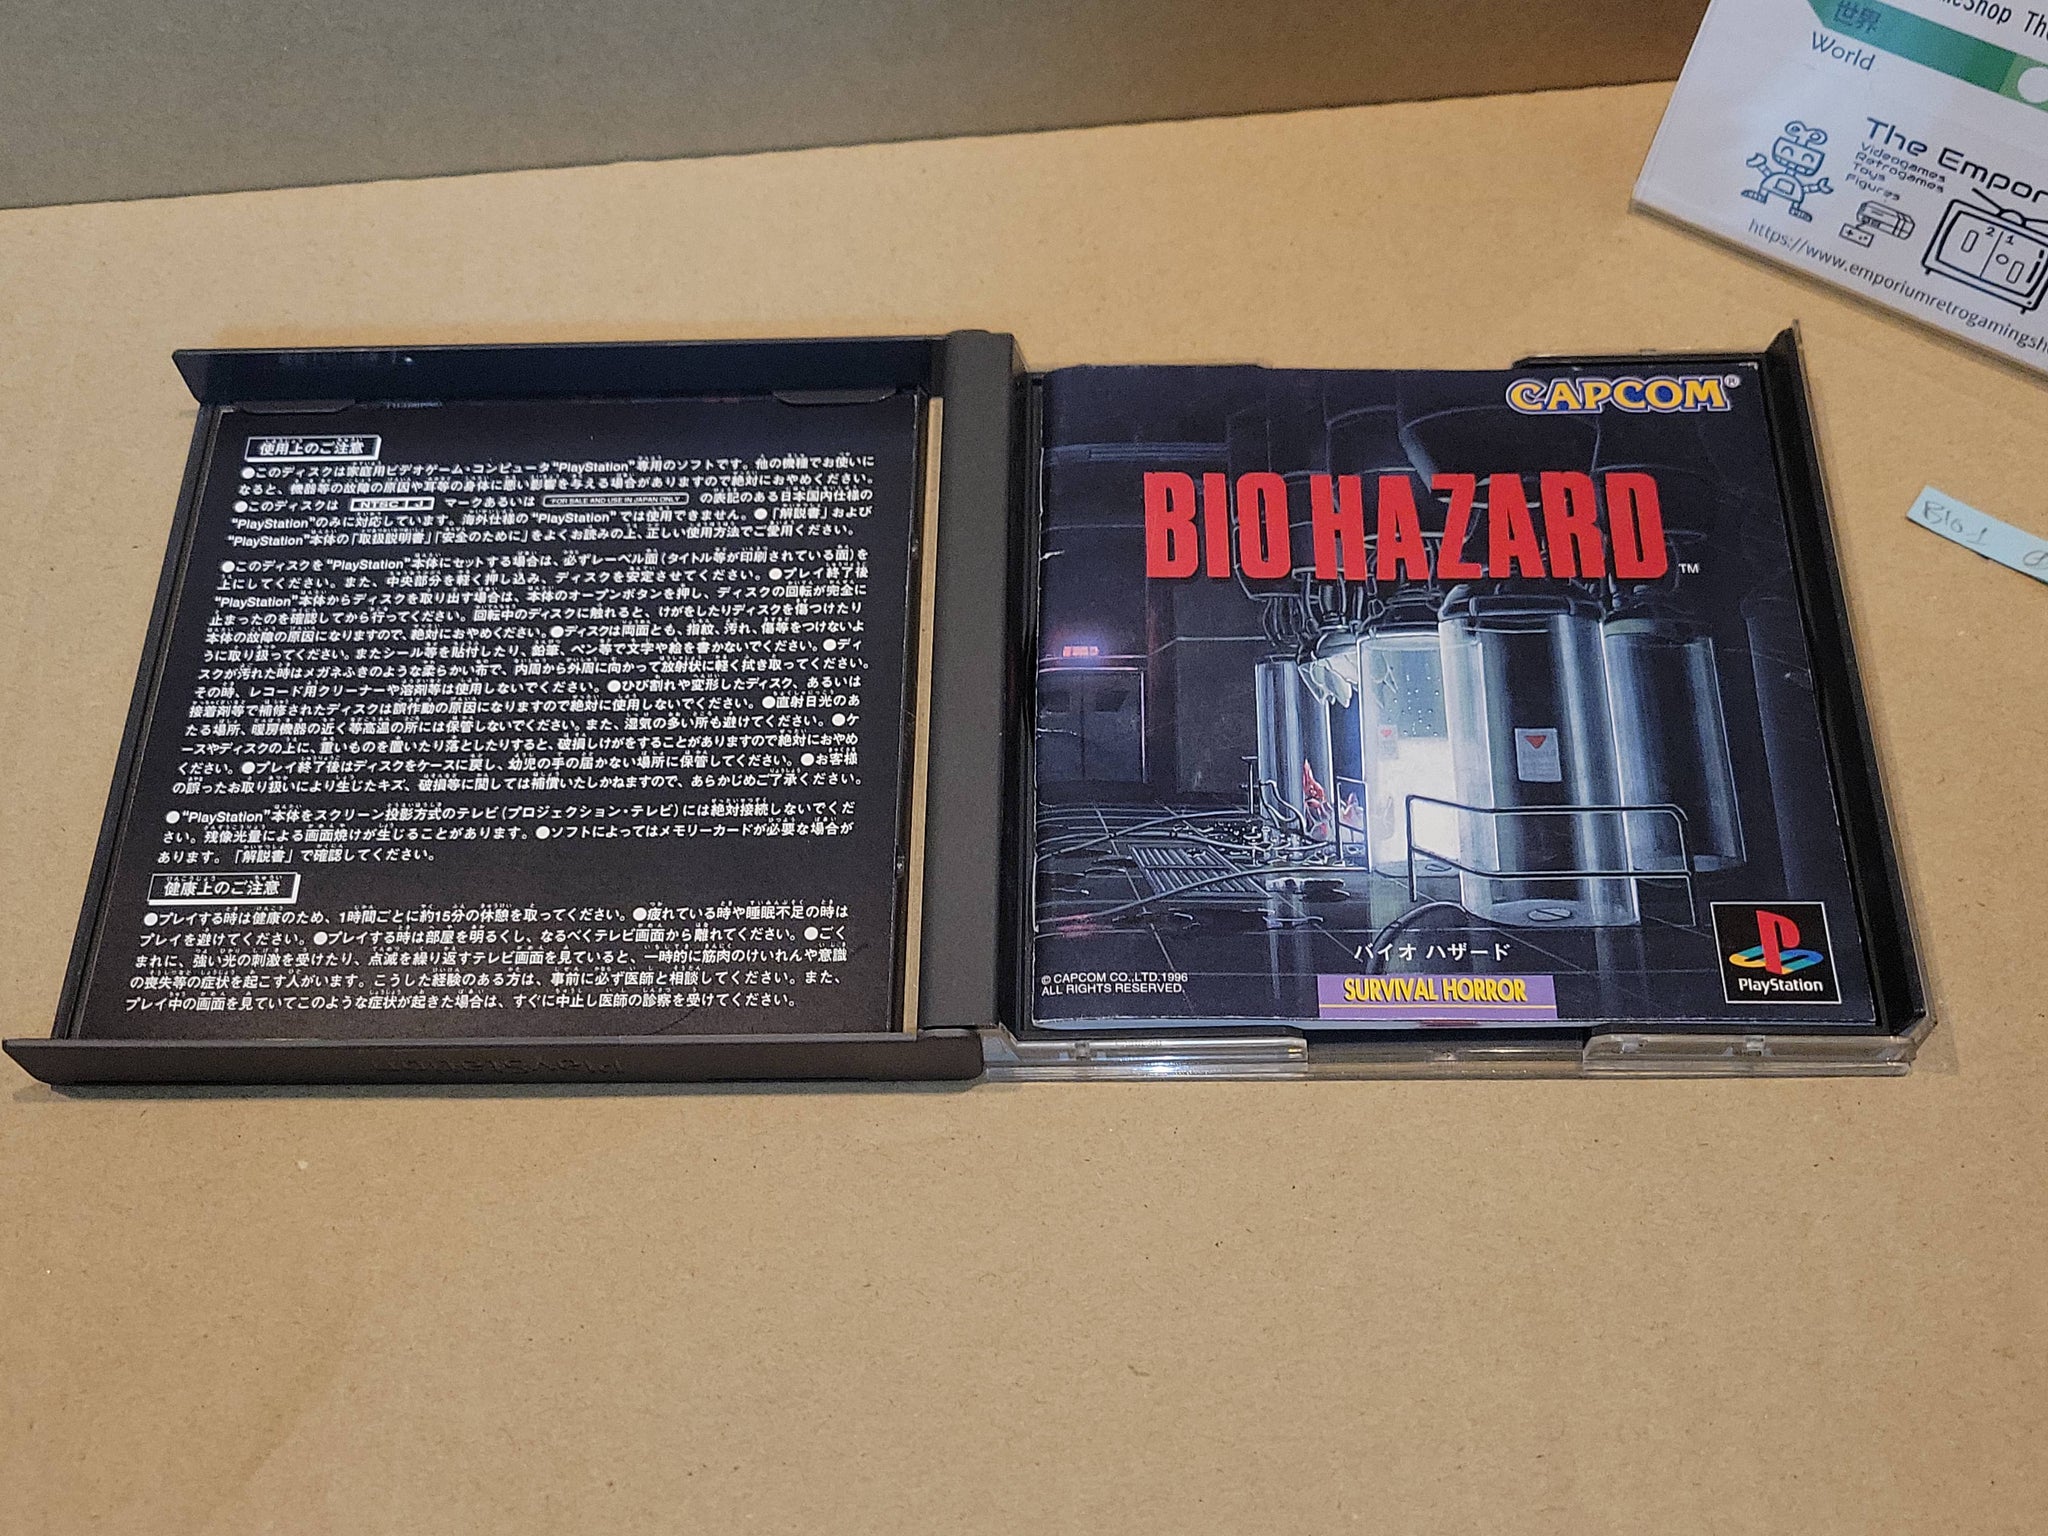 使用上のご注意
●このディスクは家庭用ビデオゲーム・コンピュータ"PlayStation"専用のソフトです。他の機種でお使いに
なると、機器等の故障の原因や耳等の身体に悪い影響を与える場合がありますので絶対におやめください。
●このディスクは NTSC J マークあるいは FOR SALE AND USE IN JAPAN ONLY の表記のある日本国内仕様の
"PlayStation"のみに対応しています。海外仕様の"PlayStation"では使用できません。●「解説書」および
"PlayStation"本体の「取扱説明書」「安全のために」をよくお読みの上、正しい使用方法でご愛用ください。
●このディスクを"PlayStation"本体にセットする場合は、必ずレーベル面(タイトル等が印刷されている面)を
上にしてください。また、中央部分を軽く押し込み、ディスクを安定させてください。●プレイ終了後
"PlayStation"本体からディスクを取り出す場合は、本体のオープンボタンを押し、ディスクの回転が完全に
止まったのを確認してから行ってください。回転中のディスクに触れると、けがをしたりディスクを傷つけたり
本体の故障の原因になりますので、絶対におやめください。●ディスクは両面とも、指紋、汚れ、傷等をつけないよ
うに取り扱ってください。またシール等を貼付したり、鉛筆、ペン等で文字や絵を書かないでください。●ディ
スクが汚れた時はメガネふきのような柔らかい布で、内周から外周に向かって放射状に軽く拭き取ってください。
その時、レコード用クリーナーや溶剤等は使用しないでください。●ひび割れや変形したディスク、あるいは
接着剤等で補修されたディスクは誤作動の原因になりますので絶対に使用しないでください。●直射日光のあ
たる場所、暖房機器の近く等高温の所には保管しないでください。また、湿気の多い所も避けてください。●ケ
ースやディスクの上に、重いものを置いたり落としたりすると、破損しけがをすることがありますので絶対におやめ
ください。●プレイ終了後はディスクをケースに戻し、幼児の手の届かない場所に保管してください。●お客様
の誤ったお取り扱いにより生じたキズ、破損等に関しては補償いたしかねますので、あらかじめご了承ください。
●"PlayStation"本体をスクリーン投影方式のテレビ(プロジェクション・テレビ)には絶対接続しないでくだ
さい。残像光量による画面焼けが生じることがあります。●ソフトによってはメモリーカードが必要な場合が
あります。「解説書」で確認してください。
健康上のご注意
●プレイする時は健康のため、1時間ごとに約15分の休憩を取ってください。●疲れている時や睡眠不足の時は
プレイを避けてください。●プレイする時は部屋を明るくし、なるべくテレビ画面から離れてください。●ごく
まれに、強い光の刺激を受けたり、点滅を繰り返すテレビ画面を見ていると、一時的に筋肉のけいれんや意識
の喪失等の症状を起こす人がいます。こうした経験のある方は、事前に必ず医師と相談してください。また、
プレイ中の画面を見ていてこのような症状が起きた場合は、すぐに中止し医師の診察を受けてください。
PlayStation
CAPCOM®
BIO HAZARD™
バイオ ハザード
© CAPCOM CO.,LTD.1996
ALL RIGHTS RESERVED.
SURVIVAL HORROR
PlayStation
世界
World
The Empor
Videogames
Retrogames
Toys
Figures
2 1
https://www.emporiumretrogamingsh
Bio 1